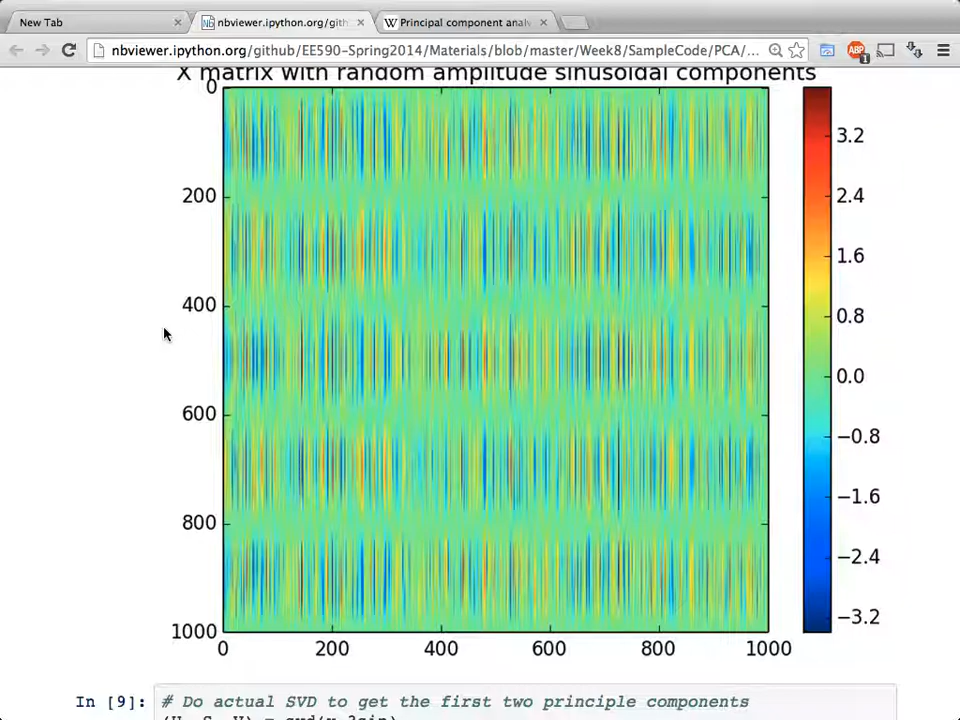 New Tab
nbviewer.ipython.org/gith
Principal component anal
nbviewer.ipython.org/github/EE590-Spring2014/Materials/blob/master/Week8/SampleCode/PCA/...
ABP
1
X matrix with random amplitude sinusoidal components
0
200
400
600
800
1000
0 200 400 600 800 1000
3.2
2.4
1.6
0.8
0.0
−0.8
−1.6
−2.4
−3.2
In [9]: # Do actual SVD to get the first two principle components